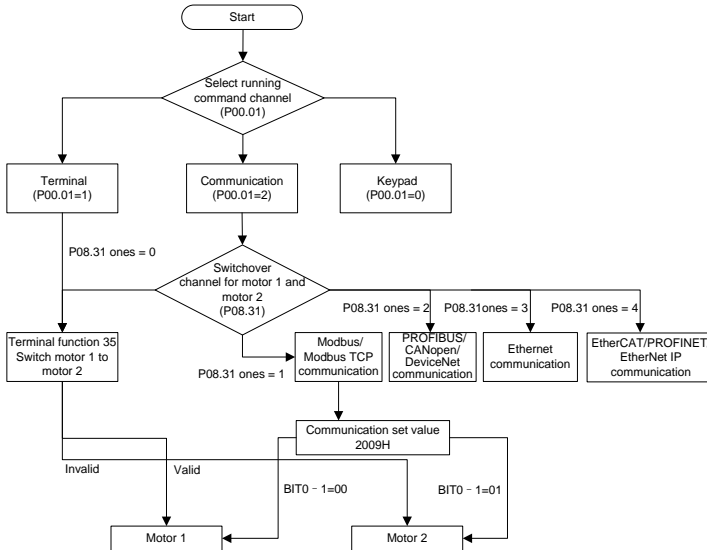 Start
Select running
command channel
(P00.01)
Terminal
(P00.01=1)
Communication
(P00.01=2)
Keypad
(P00.01=0)
P08.31 ones = 0
Switchover
channel for motor 1 and
motor 2
(P08.31)
P08.31 ones = 2
P08.31ones = 3
P08.31 ones = 4
Terminal function 35
Switch motor 1 to
motor 2
P08.31 ones = 1
Modbus/
Modbus TCP
communication
PROFIBUS/
CANopen/
DeviceNet
communication
Ethernet
communication
EtherCAT/PROFINET
EtherNet IP
communication
Communication set value
2009H
Invalid
Valid
BIT0﹣1=00
BIT0﹣1=01
Motor 1
Motor 2